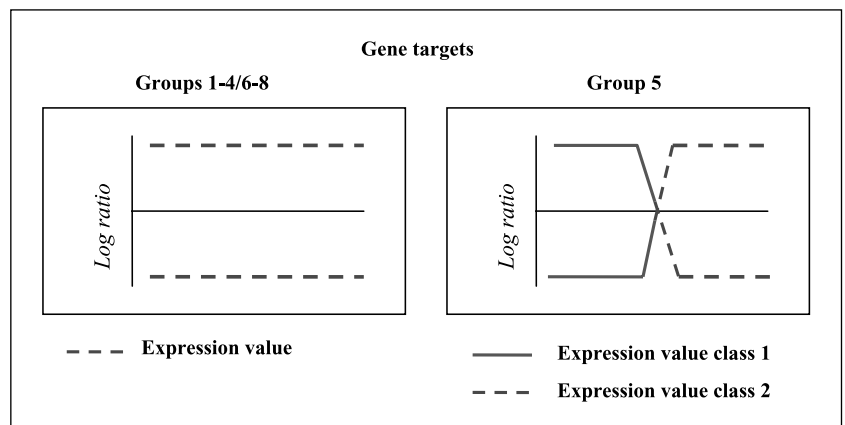 Gene targets
Groups 1-4/6-8
Group 5
Log ratio
Log ratio
Expression value
Expression value class 1
Expression value class 2